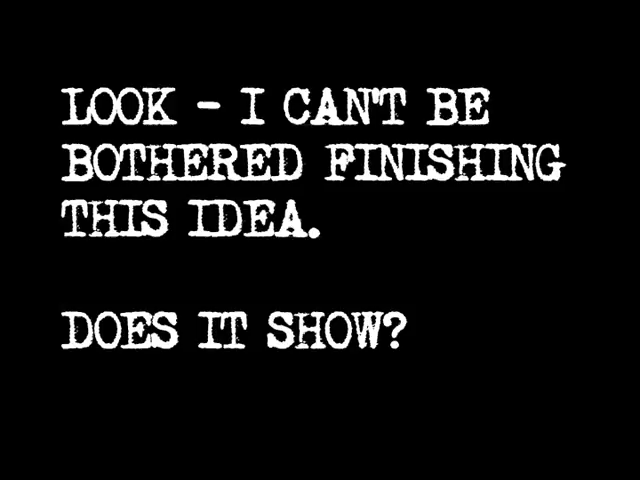 LOOK - I CAN'T BE
BOTHERED FINISHING
THIS IDEA.
DOES IT SHOW?